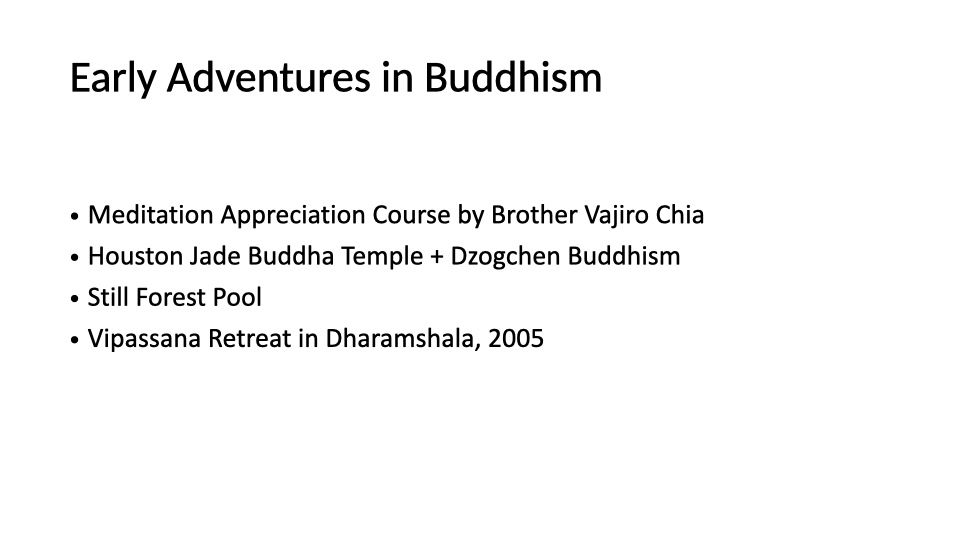 Early Adventures in Buddhism
• Meditation Appreciation Course by Brother Vajiro Chia
• Houston Jade Buddha Temple + Dzogchen Buddhism
• Still Forest Pool
• Vipassana Retreat in Dharamshala, 2005